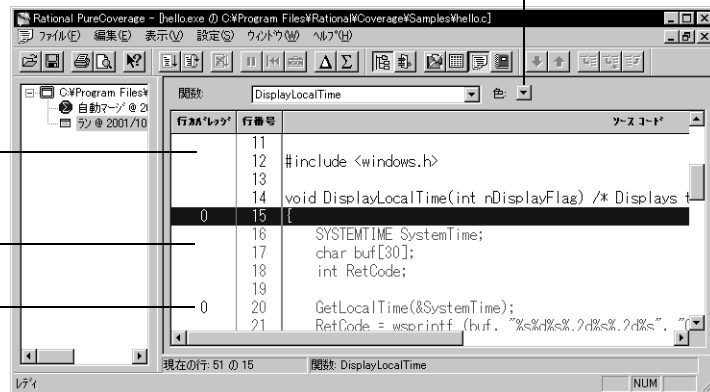 Rational PureCoverage - [hello.exe の C:¥Program Files¥Rational¥Coverage¥Samples¥hello.c]
ファイル(F) 編集(E) 表示(V) 設定(S) ウィンドウ(W) ヘルプ(H)
C:¥Program Files¥
自動マージ @ 2
ラン @ 2001/10
関数: DisplayLocalTime 色:
行カバレッジ 行番号 ソース コード
11
12 #include <windows.h>
13
14 void DisplayLocalTime(int nDisplayFlag) /* Displays t
0 15 {
16 SYSTEMTIME SystemTime;
17 char buf[30];
18 int RetCode;
19
0 20 GetLocalTime(&SystemTime);
21 RetCode = wsprintf (buf, "%s%d%s%.2d%s%.2d%s",
現在の行: 51 の 15 関数: DisplayLocalTime
レディ NUM